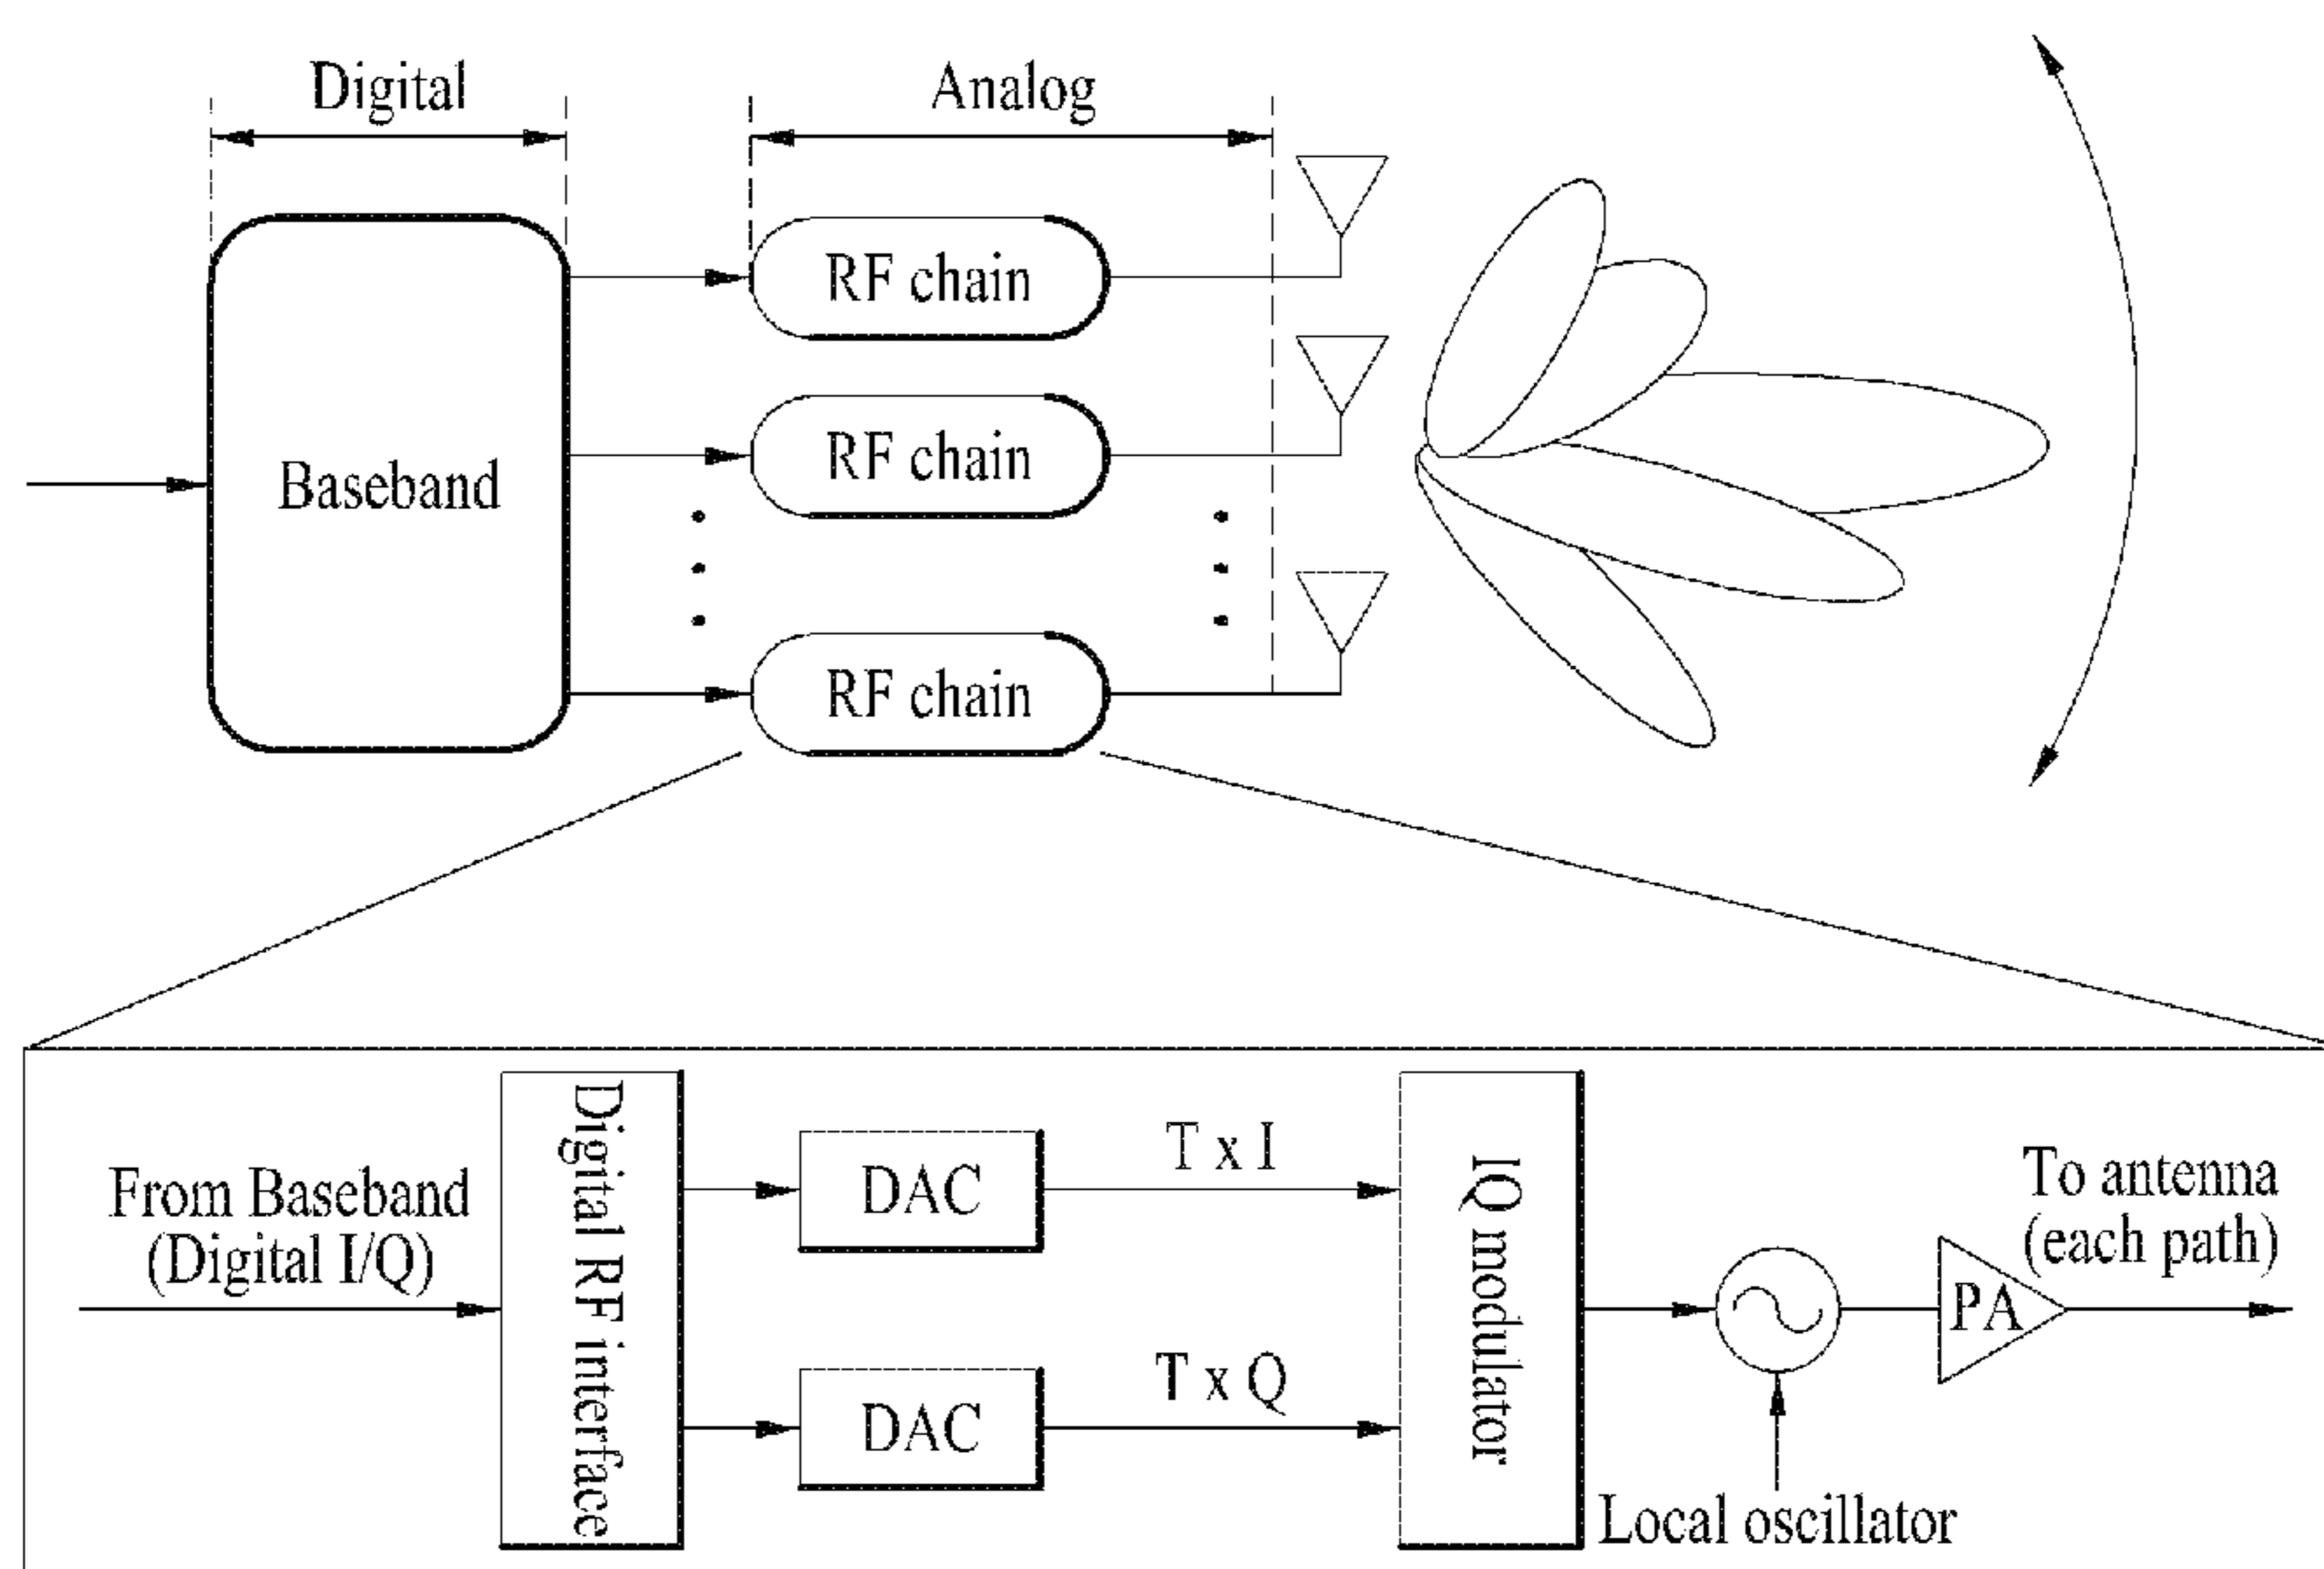 Digital
Analog
RF chain
RF chain
Baseband
RF chain
Digital RF interface
DAC
T x I
From Baseband
(Digital I/Q)
IQ modulator
To antenna
(each path)
PA
DAC
T x Q
Local oscillator